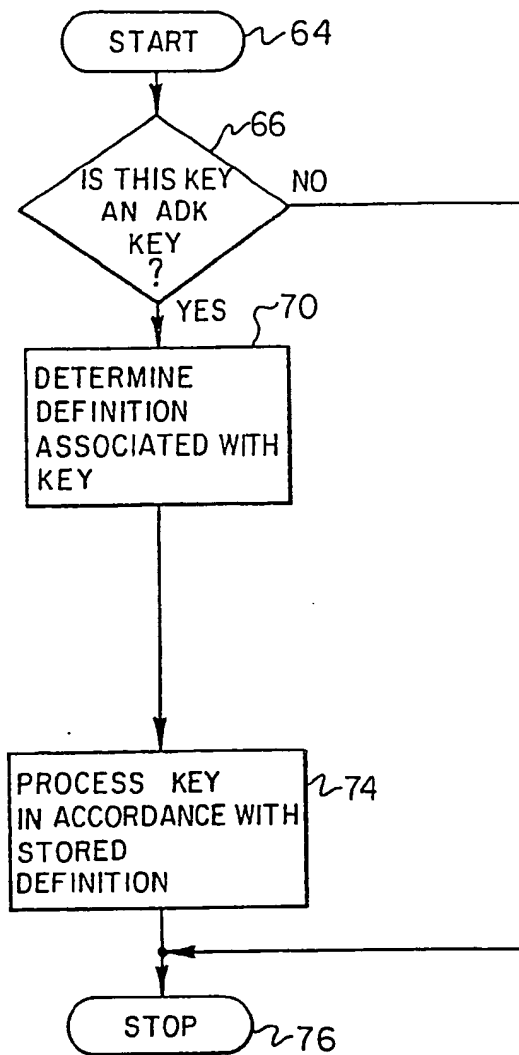 START
64
66
IS THIS KEY
AN ADK
KEY
?
NO
YES
70
DETERMINE
DEFINITION
ASSOCIATED WITH
KEY
PROCESS KEY
IN ACCORDANCE WITH
STORED
DEFINITION
74
STOP
76